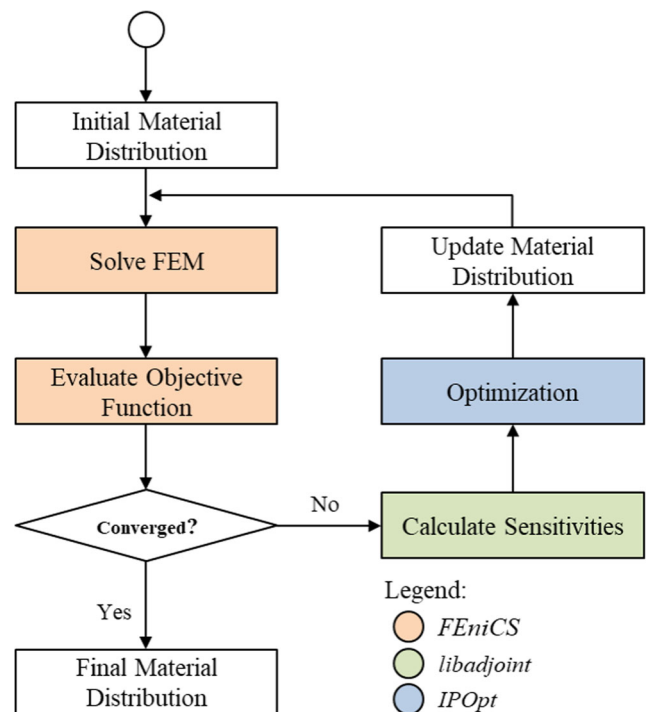 Initial Material
Distribution
Solve FEM
Update Material
Distribution
Evaluate Objective
Function
Optimization
Converged?
No
Calculate Sensitivities
Yes
Legend:
FEniCS
libadjoint
IPOpt
Final Material
Distribution